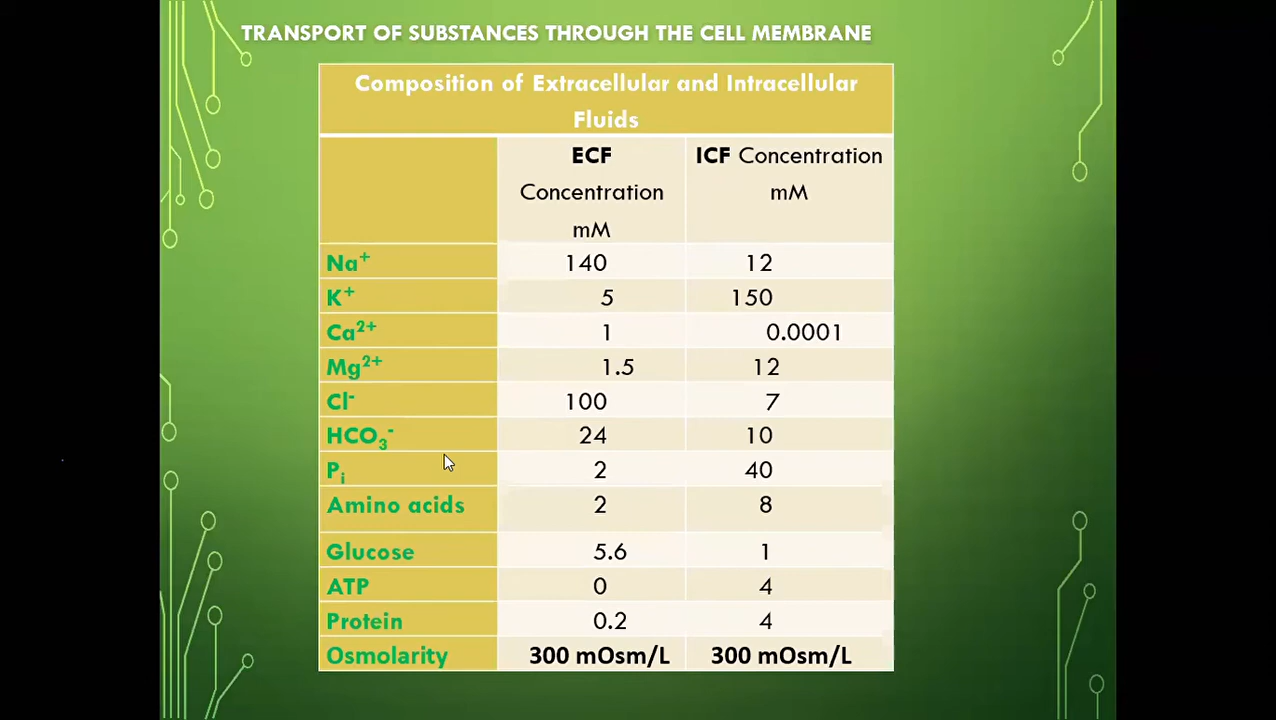 TRANSPORT OF SUBSTANCES THROUGH THE CELL MEMBRANE
Composition of Extracellular and Intracellular
Fluids
ECF
Concentration
mM
ICF Concentration
mM
Na⁺ 140 12
K⁺ 5 150
Ca²⁺ 1 0.0001
Mg²⁺ 1.5 12
Cl⁻ 100 7
HCO₃⁻ 24 10
Pᵢ 2 40
Amino acids 2 8
Glucose 5.6 1
ATP 0 4
Protein 0.2 4
Osmolarity 300 mOsm/L 300 mOsm/L